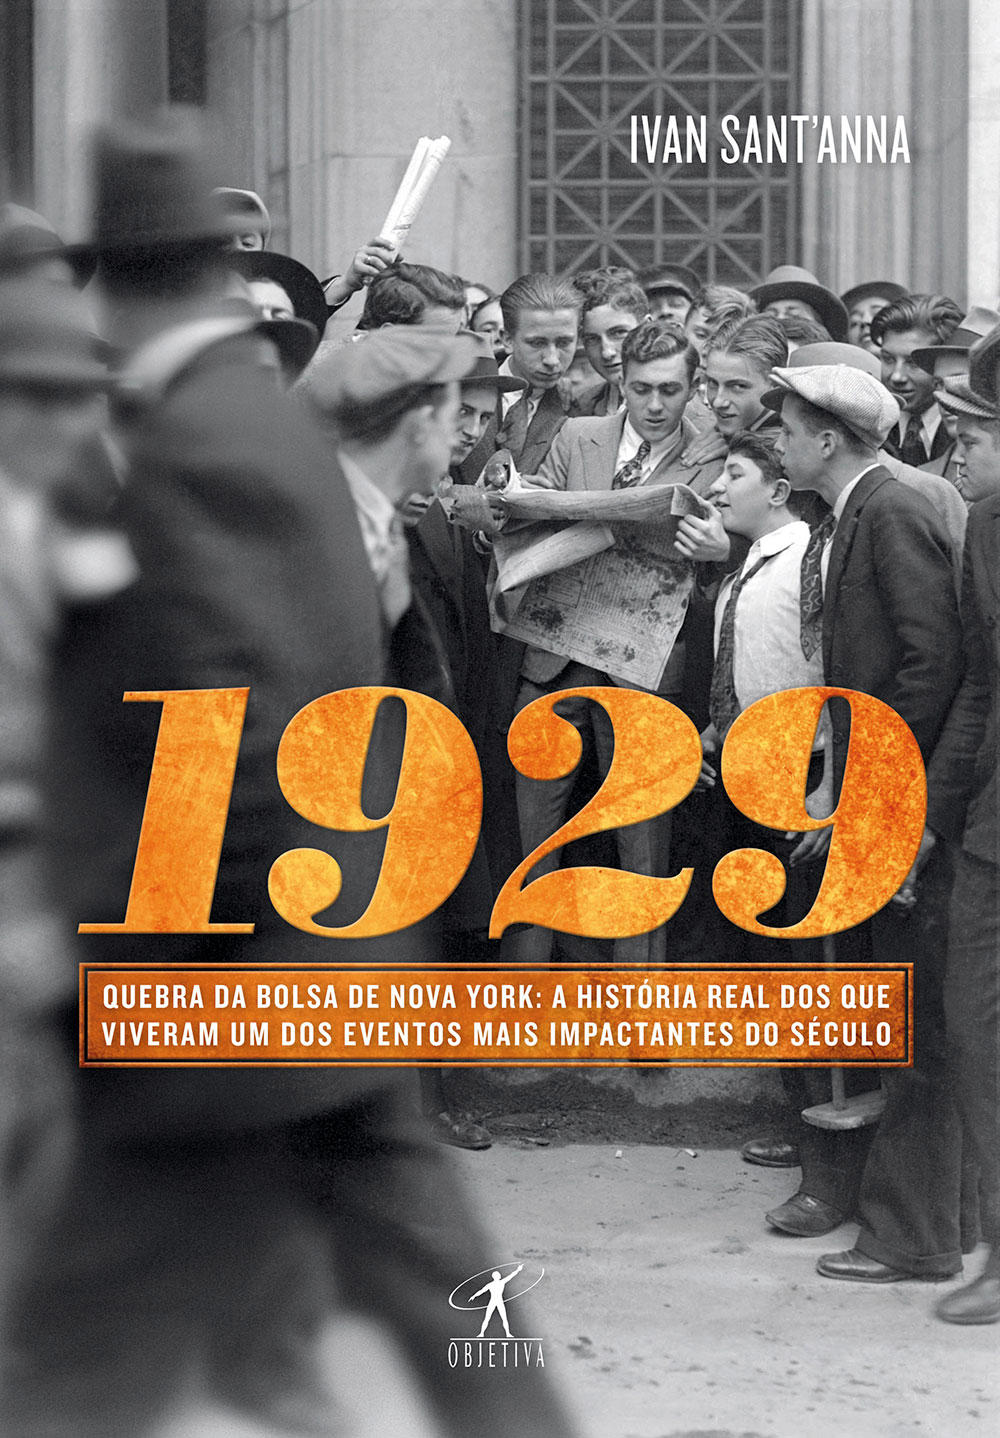 IVAN SANT'ANNA
1929
QUEBRA DA BOLSA DE NOVA YORK: A HISTÓRIA REAL DOS QUE
VIVERAM UM DOS EVENTOS MAIS IMPACTANTES DO SÉCULO
OBJETIVA